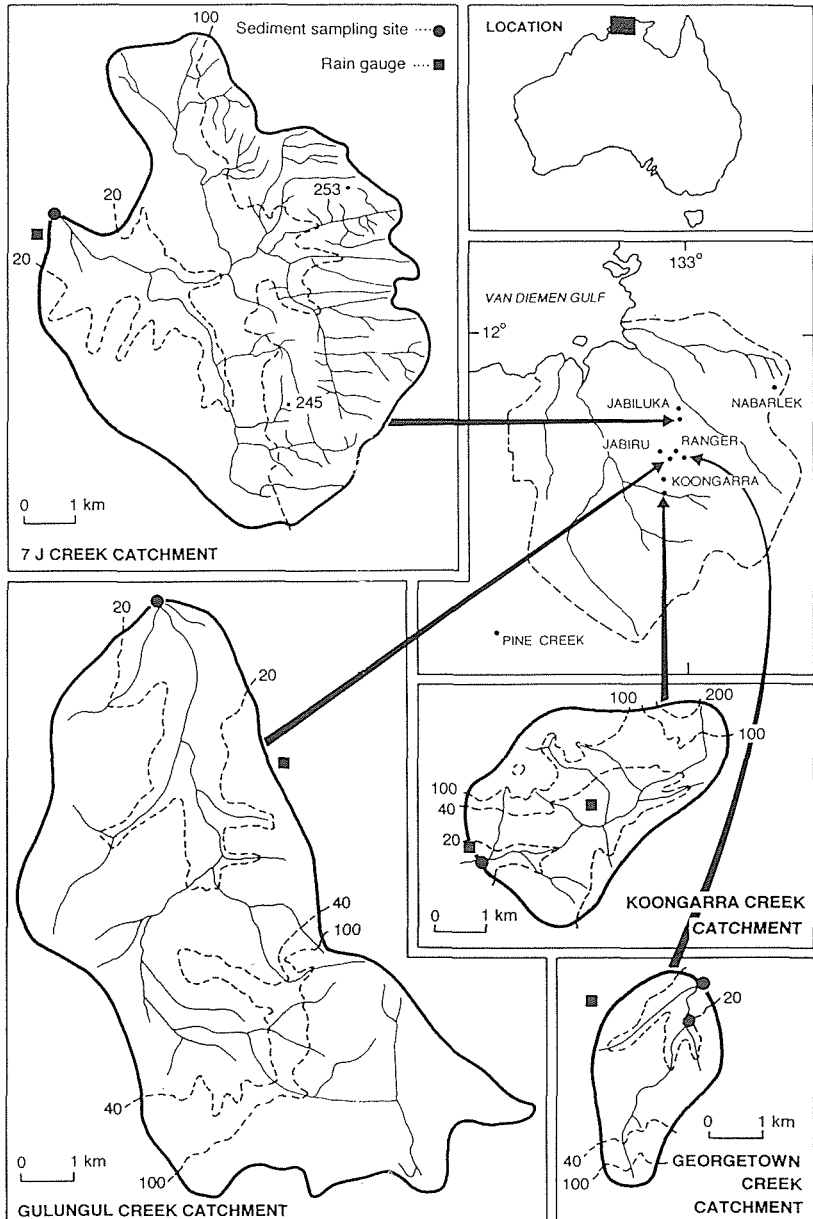 100
Sediment sampling site
Rain gauge
20
253
20
245
0 1 km
7 J CREEK CATCHMENT
LOCATION
133°
VAN DIEMEN GULF
12°
JABILUKA
NABARLEK
JABIRU
RANGER
KOONGARRA
PINE CREEK
20
20
40
100
40
100
0 1 km
GULUNGUL CREEK CATCHMENT
100
200
100
100
40
20
0 1 km
KOONGARRA CREEK
CATCHMENT
20
0 1 km
40
100
GEORGETOWN
CREEK
CATCHMENT